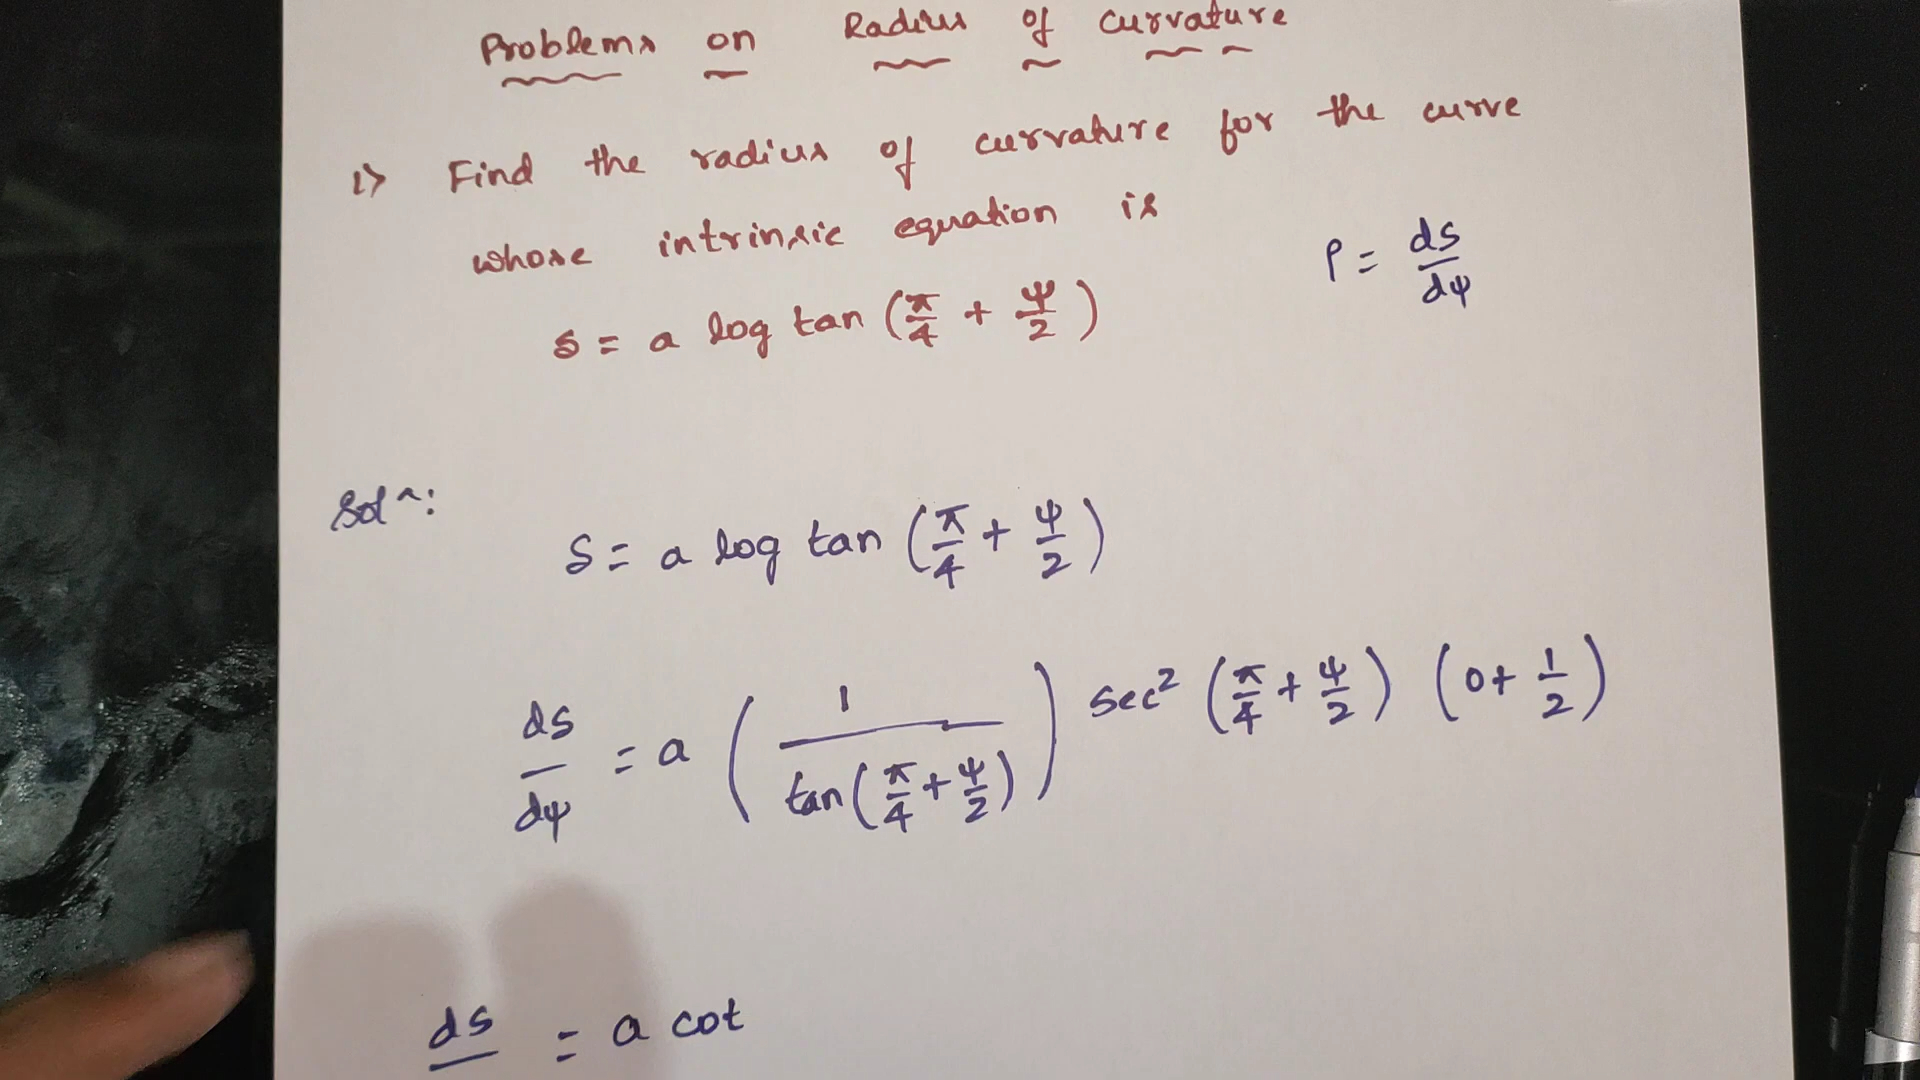 Problems on Radius of Curvature
1) Find the radius of curvature for the curve
whose intrinsic equation is
s = a log tan (π/4 + ψ/2)
ρ = ds/dψ
Sol^n:
S = a log tan (π/4 + ψ/2)
ds/dψ = a (1/tan(π/4 + ψ/2)) sec² (π/4 + ψ/2) (0 + 1/2)
ds = a cot